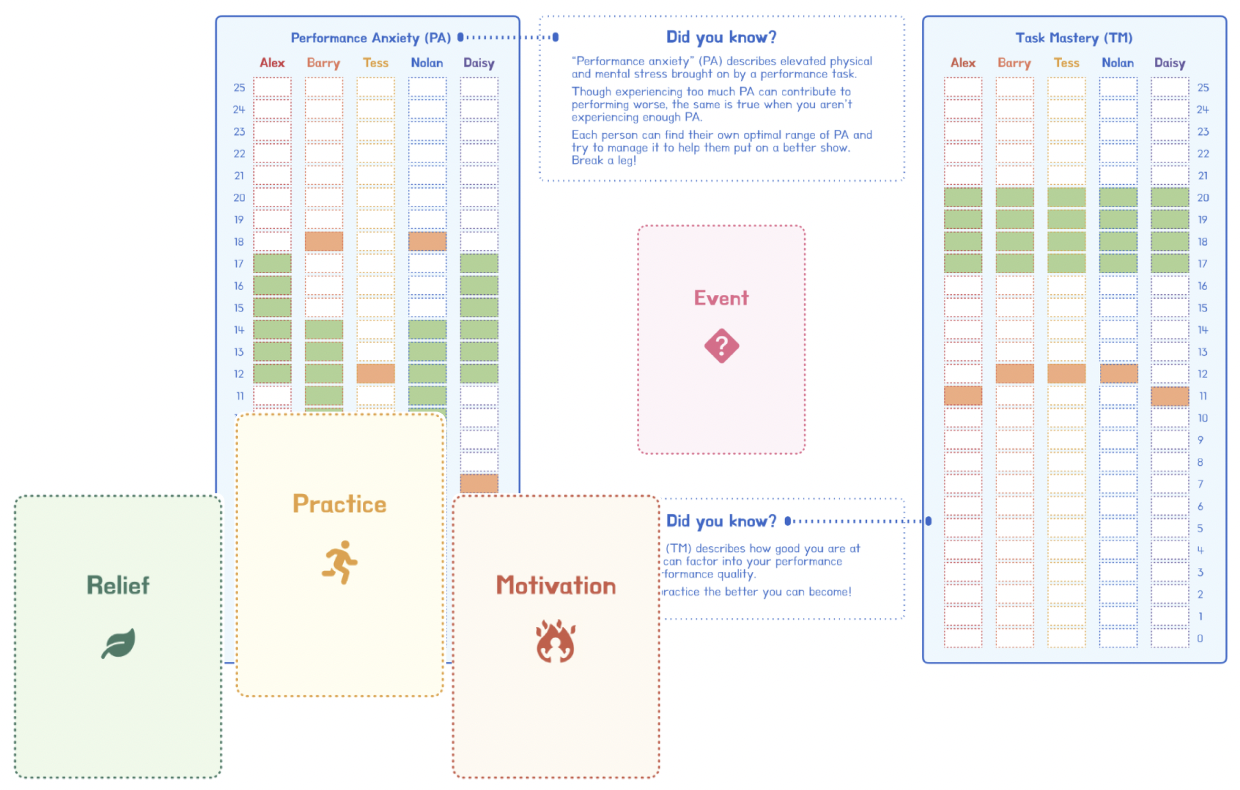 Performance Anxiety (PA)
Alex Barry Tess Nolan Daisy
25
24
23
22
21
20
19
18
17
16
15
14
13
12
11
Did you know?
"Performance anxiety" (PA) describes elevated physical
and mental stress brought on by a performance task.
Though experiencing too much PA can contribute to
performing worse, the same is true when you aren't
experiencing enough PA.
Each person can find their own optimal range of PA and
try to manage it to help them put on a better show.
Break a leg!
Task Mastery (TM)
Alex Barry Tess Nolan Daisy
25
24
23
22
21
20
19
18
17
16
15
14
13
12
11
10
9
8
7
6
5
4
3
2
1
0
Event
?
Did you know?
(TM) describes how good you are at
can factor into your performance
quality.
the better you can become!
Relief
Practice
Motivation